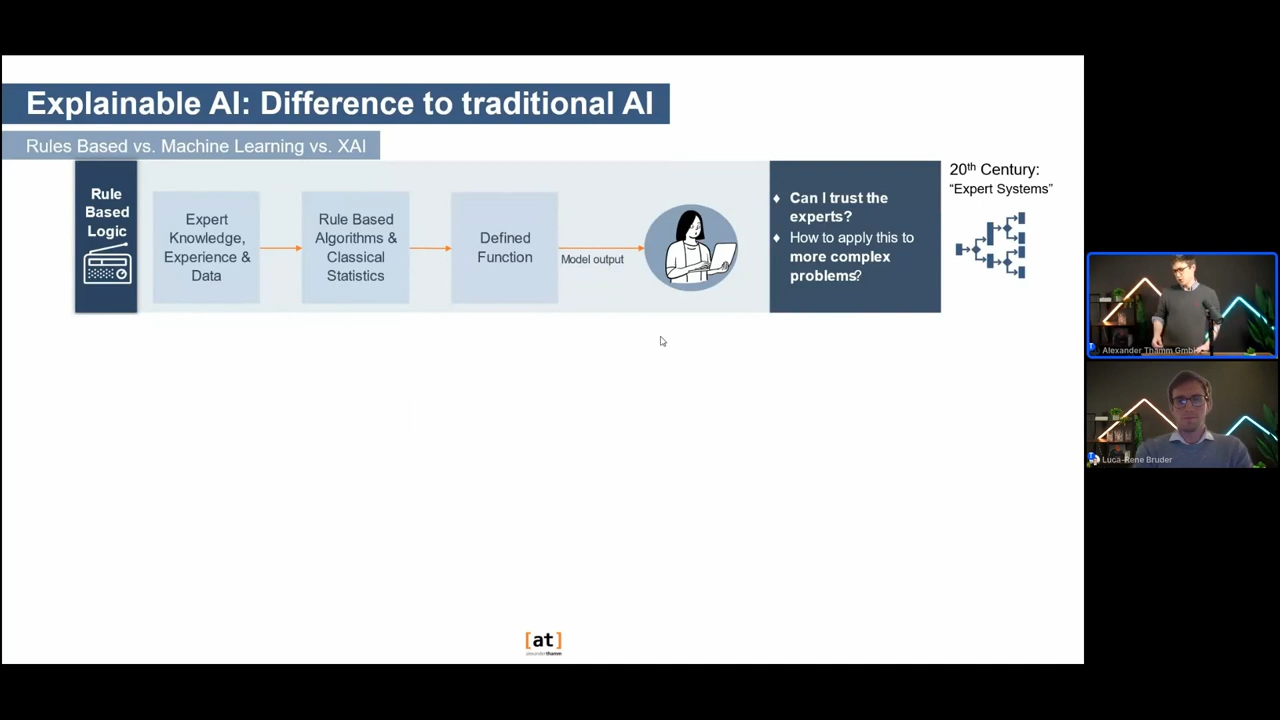 Explainable AI: Difference to traditional AI
Rules Based vs. Machine Learning vs. XAI
Rule
Based
Logic
Expert
Knowledge,
Experience &
Data
Rule Based
Algorithms &
Classical
Statistics
Defined
Function
Model output
♦ Can I trust the
experts?
♦ How to apply this to
more complex
problems?
20th Century:
“Expert Systems”
Alexander Thamm GmbH
Luca-Rene Bruder
[at]
alexanderthamm